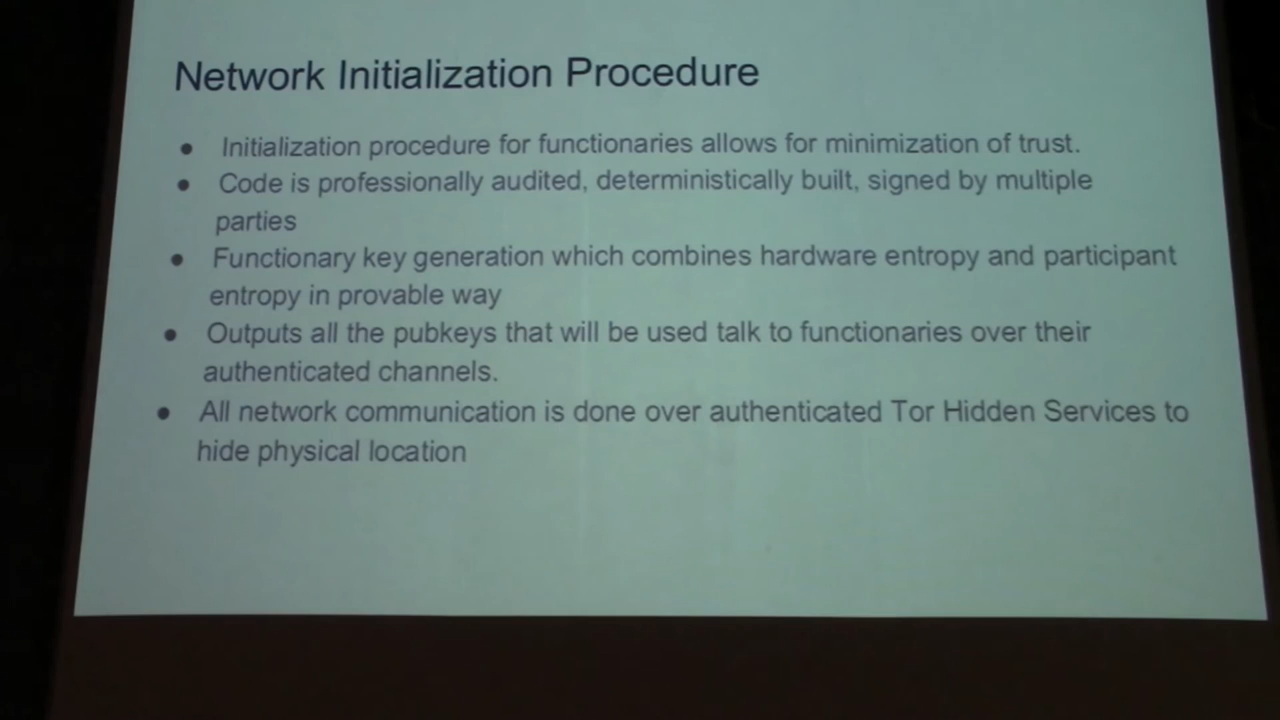 Network Initialization Procedure
● Initialization procedure for functionaries allows for minimization of trust.
● Code is professionally audited, deterministically built, signed by multiple
parties
● Functionary key generation which combines hardware entropy and participant
entropy in provable way
● Outputs all the pubkeys that will be used talk to functionaries over their
authenticated channels.
● All network communication is done over authenticated Tor Hidden Services to
hide physical location